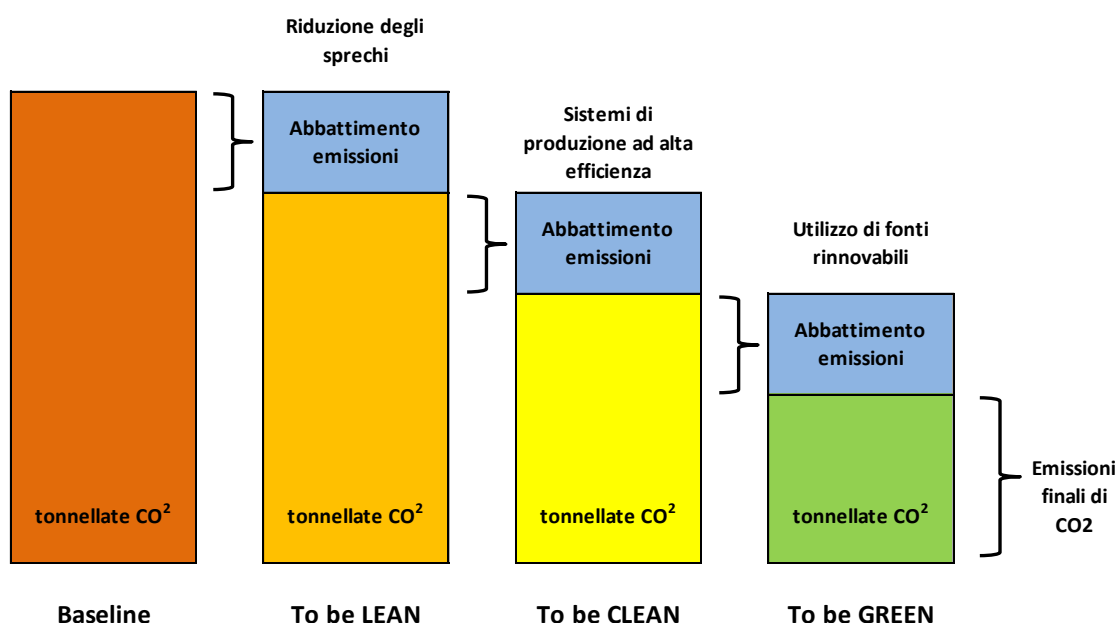 Riduzione degli
sprechi
Abbattimento
emissioni
Sistemi di
produzione ad alta
efficienza
Abbattimento
emissioni
Utilizzo di fonti
rinnovabili
Abbattimento
emissioni
tonnellate CO²
tonnellate CO²
tonnellate CO²
tonnellate CO²
Emissioni
finali di
CO2
Baseline
To be LEAN
To be CLEAN
To be GREEN